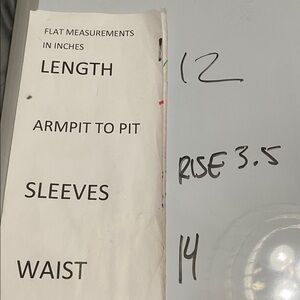 FLAT MEASUREMENTS
IN INCHES
LENGTH 12
ARMPIT TO PIT
RISE 3.5
SLEEVES
WAIST 14